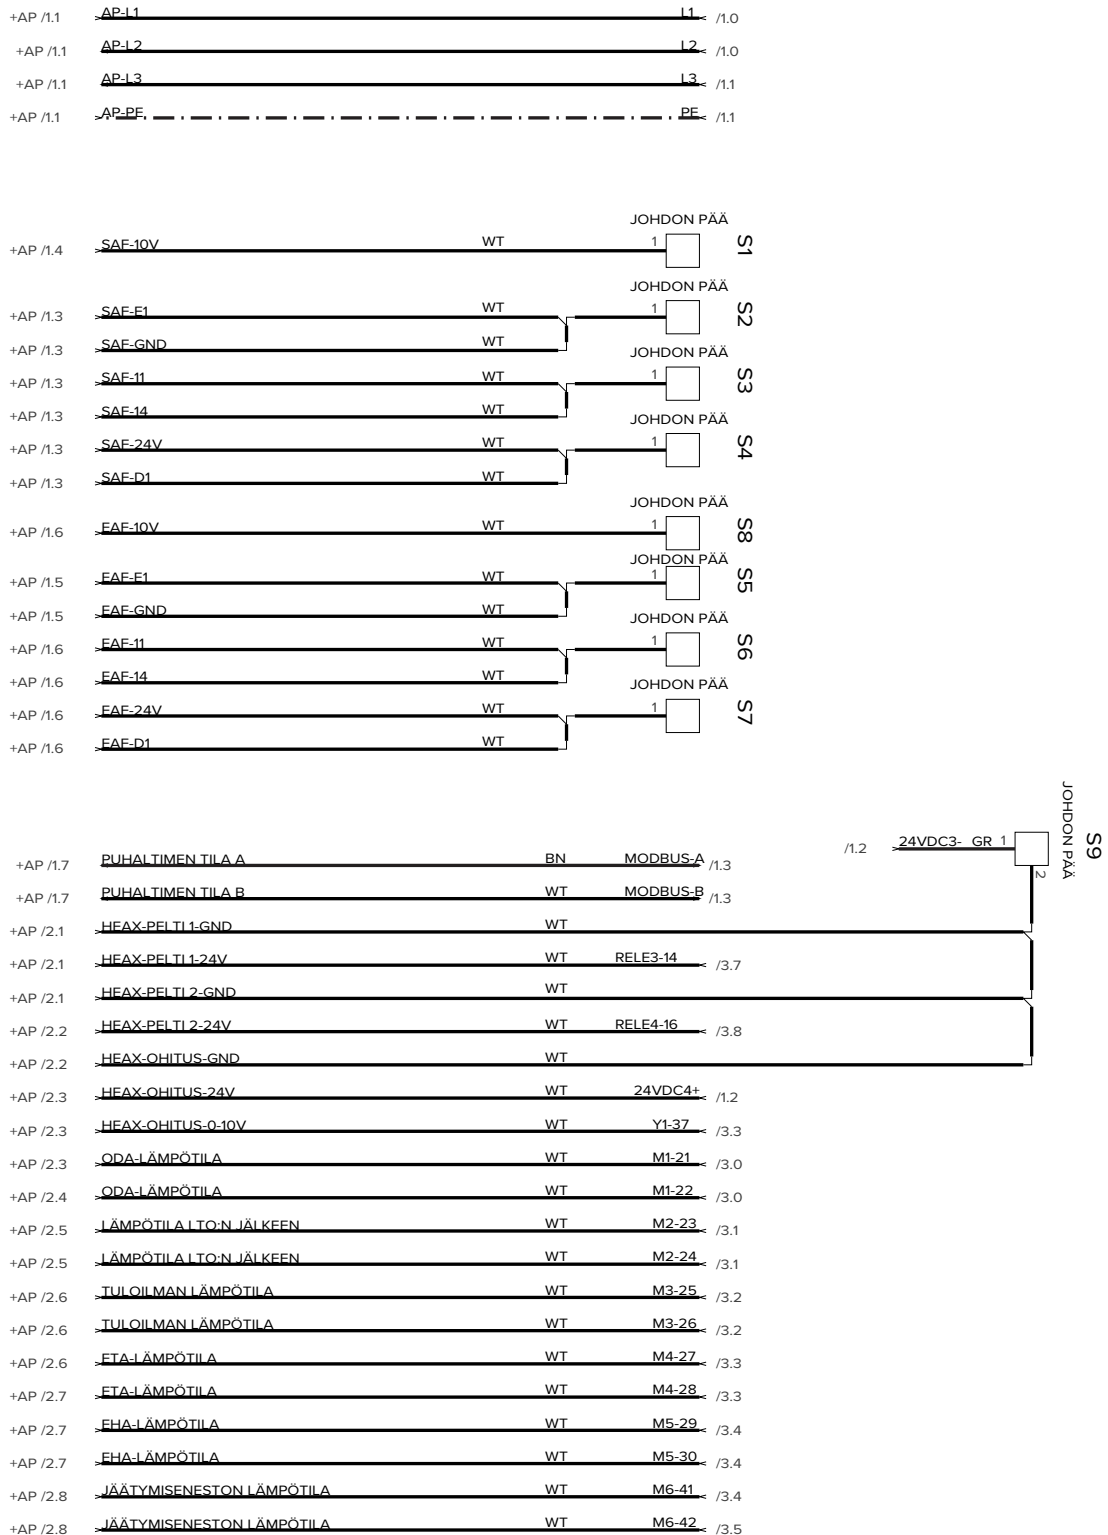 +AP /1.1 AP-L1 L1 /1.0
+AP /1.1 AP-L2 L2 /1.0
+AP /1.1 AP-L3 L3 /1.1
+AP /1.1 AP-PE PE /1.1
JOHDON PÄÄ
+AP /1.4 SAF-10V WT 1 S1
JOHDON PÄÄ
+AP /1.3 SAF-E1 WT 1 S2
+AP /1.3 SAF-GND WT
JOHDON PÄÄ
+AP /1.3 SAF-11 WT 1 S3
+AP /1.3 SAF-14 WT
JOHDON PÄÄ
+AP /1.3 SAF-24V WT 1 S4
+AP /1.3 SAF-D1 WT
JOHDON PÄÄ
+AP /1.6 EAF-10V WT 1 S8
JOHDON PÄÄ
+AP /1.5 EAF-E1 WT 1 S5
+AP /1.5 EAF-GND WT
JOHDON PÄÄ
+AP /1.6 EAF-11 WT 1 S6
+AP /1.6 EAF-14 WT
JOHDON PÄÄ
+AP /1.6 EAF-24V WT 1 S7
+AP /1.6 EAF-D1 WT
S9
JOHDON PÄÄ
/1.2 24VDC3- GR 1
2
+AP /1.7 PUHALTIMEN TILA A BN MODBUS-A /1.3
+AP /1.7 PUHALTIMEN TILA B WT MODBUS-B /1.3
+AP /2.1 HEAX-PELTI 1-GND WT
+AP /2.1 HEAX-PELTI 1-24V WT RELE3-14 /3.7
+AP /2.1 HEAX-PELTI 2-GND WT
+AP /2.2 HEAX-PELTI 2-24V WT RELE4-16 /3.8
+AP /2.2 HEAX-OHITUS-GND WT
+AP /2.3 HEAX-OHITUS-24V WT 24VDC4+ /1.2
+AP /2.3 HEAX-OHITUS-0-10V WT Y1-37 /3.3
+AP /2.3 ODA-LÄMPÖTILA WT M1-21 /3.0
+AP /2.4 ODA-LÄMPÖTILA WT M1-22 /3.0
+AP /2.5 LÄMPÖTILA LTO:N JÄLKEEN WT M2-23 /3.1
+AP /2.5 LÄMPÖTILA LTO:N JÄLKEEN WT M2-24 /3.1
+AP /2.6 TULOILMAN LÄMPÖTILA WT M3-25 /3.2
+AP /2.6 TULOILMAN LÄMPÖTILA WT M3-26 /3.2
+AP /2.6 ETA-LÄMPÖTILA WT M4-27 /3.3
+AP /2.7 ETA-LÄMPÖTILA WT M4-28 /3.3
+AP /2.7 EHA-LÄMPÖTILA WT M5-29 /3.4
+AP /2.7 EHA-LÄMPÖTILA WT M5-30 /3.4
+AP /2.8 JÄÄTYMISENESTON LÄMPÖTILA WT M6-41 /3.4
+AP /2.8 JÄÄTYMISENESTON LÄMPÖTILA WT M6-42 /3.5